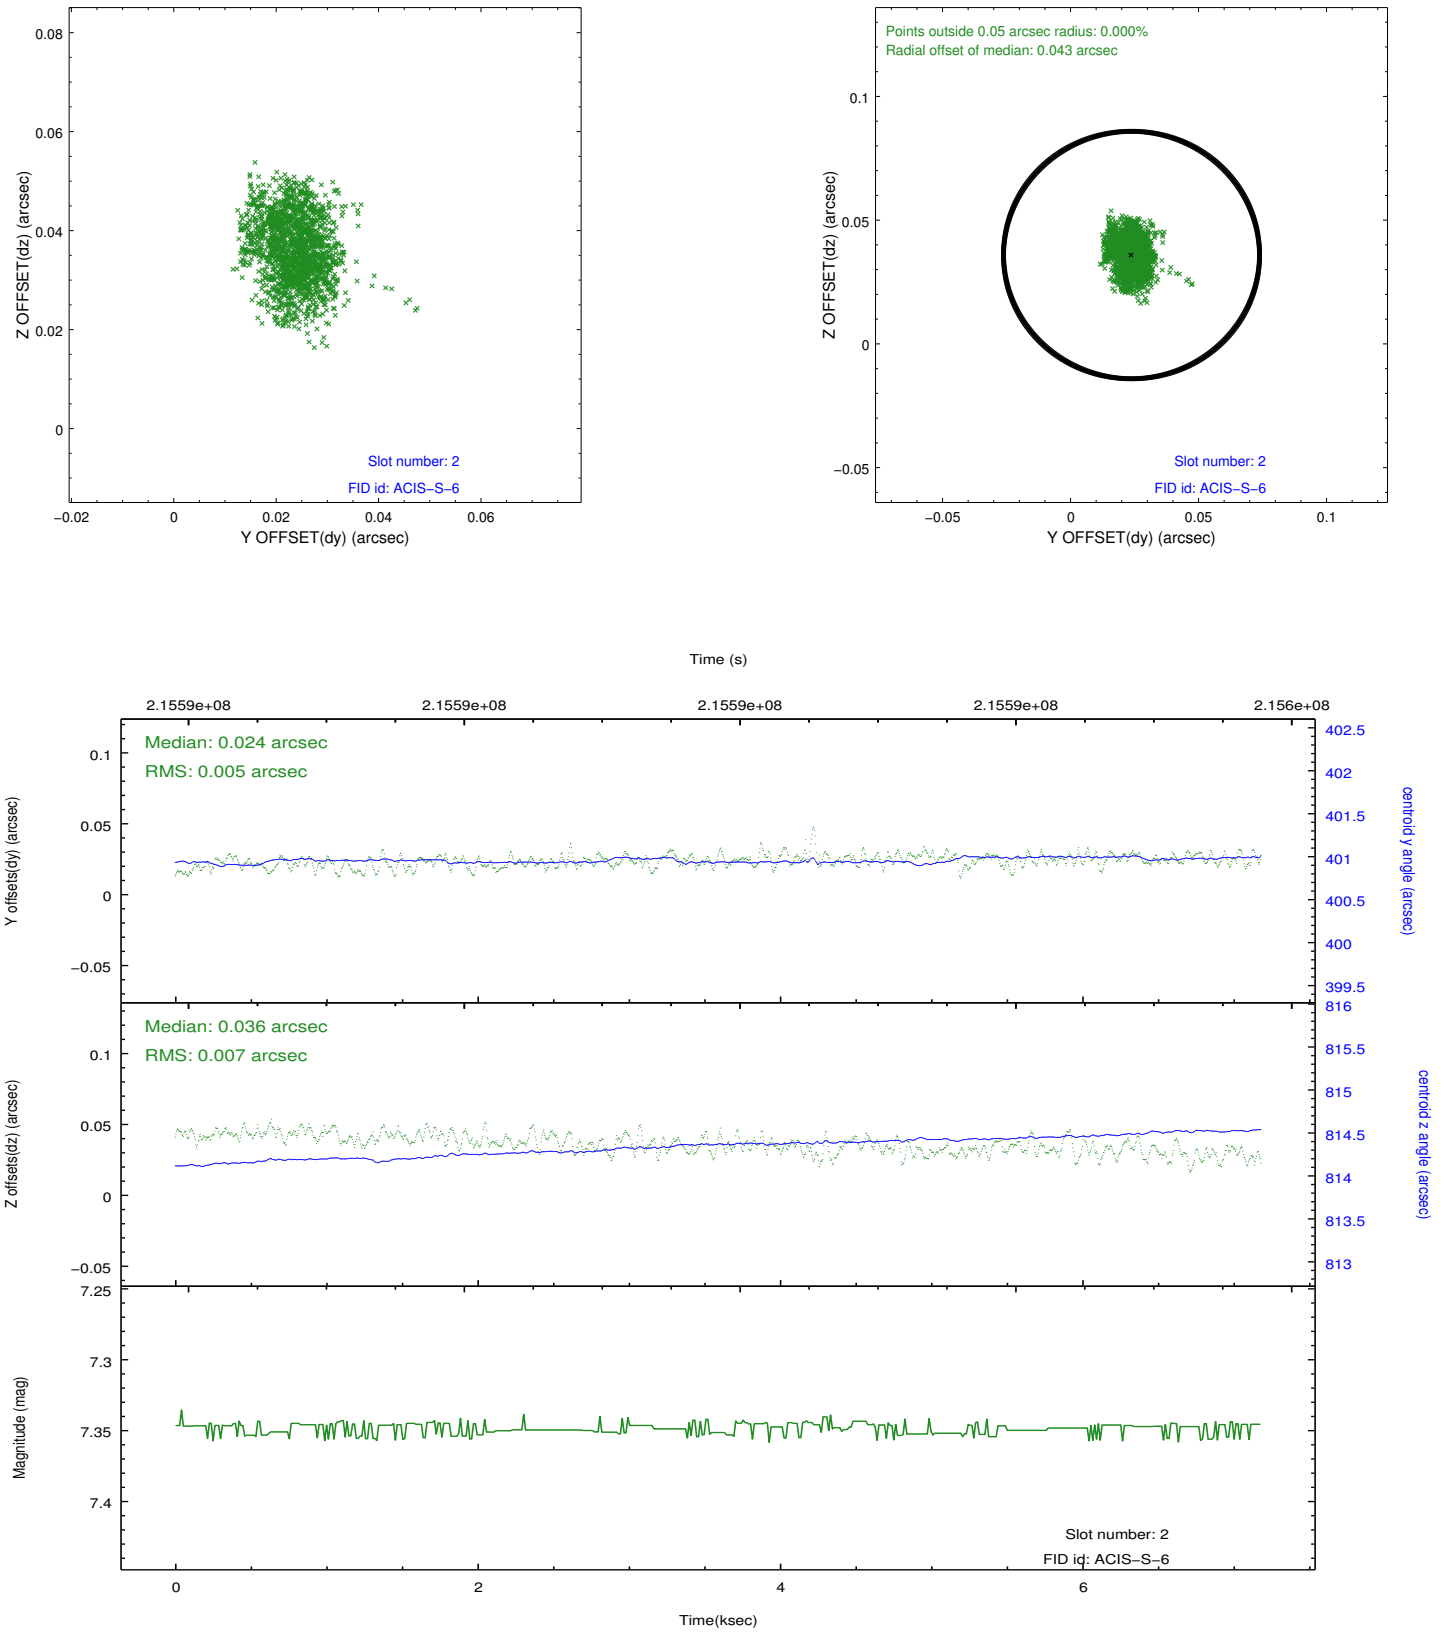 0.08
0.06
0.04
0.02
0
−0.02
0
0.02
0.04
0.06
Z OFFSET(dz) (arcsec)
Y OFFSET(dy) (arcsec)
Slot number: 2
FID id: ACIS−S−6
Points outside 0.05 arcsec radius: 0.000%
Radial offset of median: 0.043 arcsec
0.1
0.05
0
−0.05
−0.05
0
0.05
0.1
Z OFFSET(dz) (arcsec)
Y OFFSET(dy) (arcsec)
Slot number: 2
FID id: ACIS−S−6
Time (s)
2.1559e+08
2.1559e+08
2.1559e+08
2.1559e+08
2.156e+08
Median: 0.024 arcsec
RMS: 0.005 arcsec
0.1
0.05
0
−0.05
Y offsets(dy) (arcsec)
402.5
402
401.5
401
400.5
400
399.5
centroid y angle (arcsec)
Median: 0.036 arcsec
RMS: 0.007 arcsec
0.1
0.05
0
−0.05
Z offsets(dz) (arcsec)
816
815.5
815
814.5
814
813.5
813
centroid z angle (arcsec)
7.25
7.3
7.35
7.4
Magnitude (mag)
Slot number: 2
FID id: ACIS−S−6
0
2
4
6
Time(ksec)